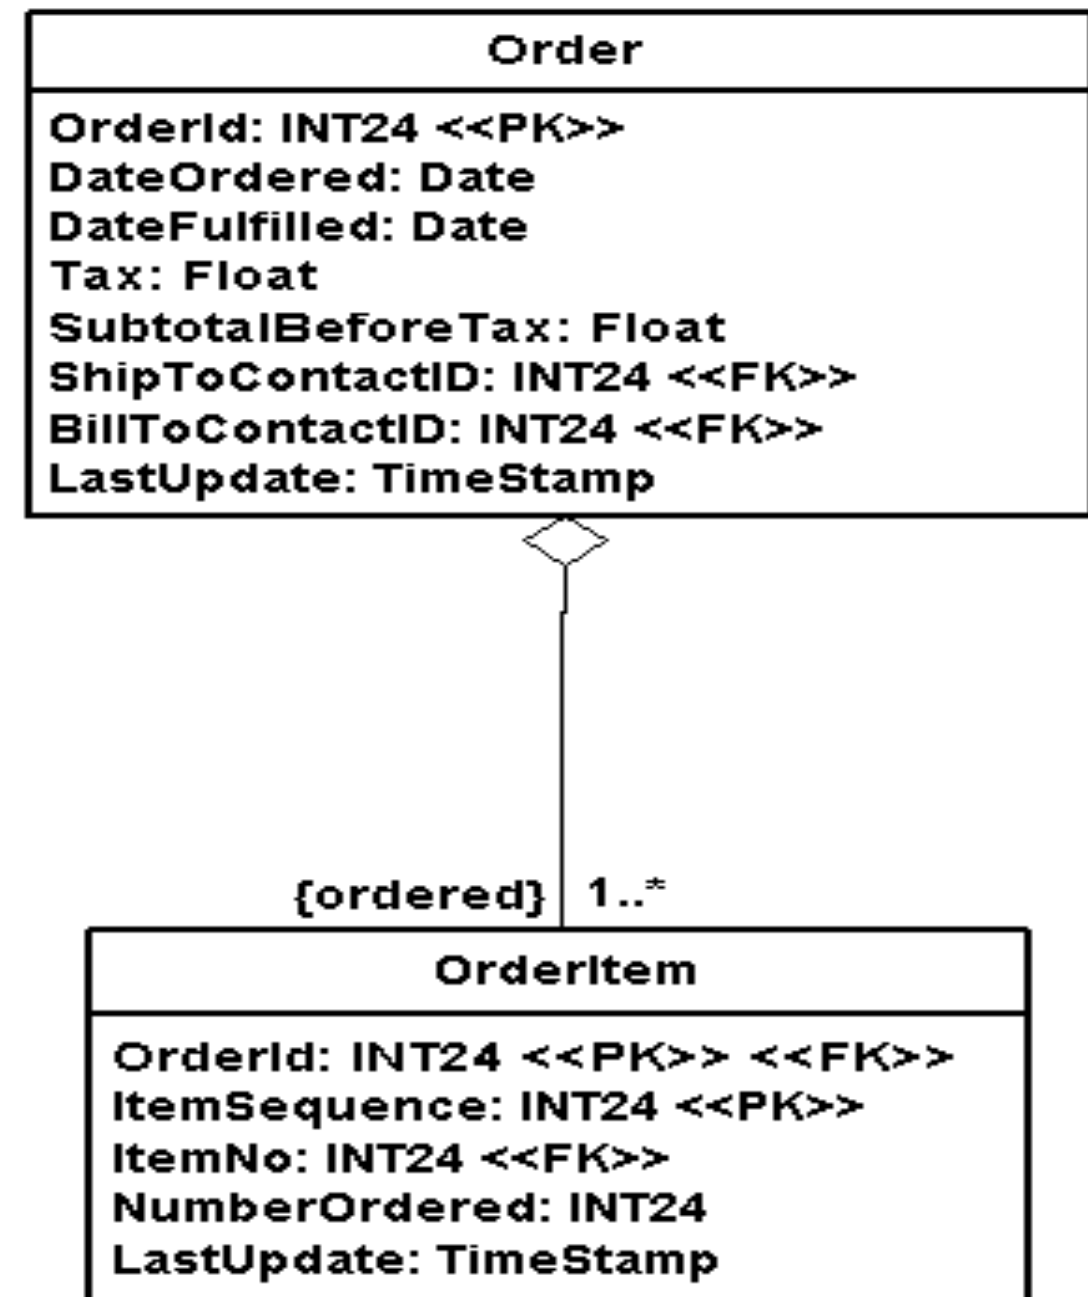 Order
OrderId: INT24 <<PK>>
DateOrdered: Date
DateFulfilled: Date
Tax: Float
SubtotalBeforeTax: Float
ShipToContactID: INT24 <<FK>>
BillToContactID: INT24 <<FK>>
LastUpdate: TimeStamp
{ordered} 1..*
OrderItem
OrderId: INT24 <<PK>> <<FK>>
ItemSequence: INT24 <<PK>>
ItemNo: INT24 <<FK>>
NumberOrdered: INT24
LastUpdate: TimeStamp